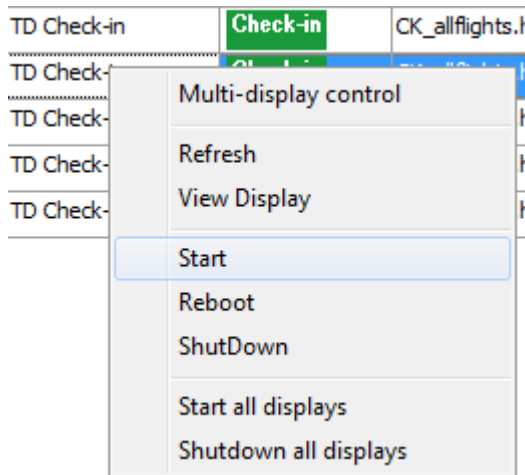 TD Check-in Check-in CK_allflights.h
TD Check-
Multi-display control
TD Check-
Refresh
TD Check-
View Display
TD Check-
Start
Reboot
ShutDown
Start all displays
Shutdown all displays